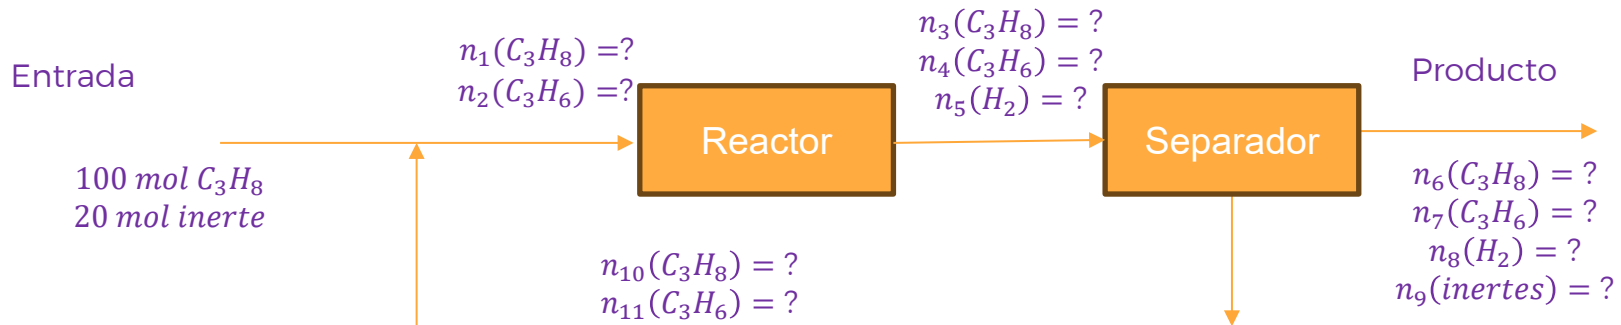 Entrada
100 mol C₃H₈
20 mol inerte
n₁(C₃H₈) =?
n₂(C₃H₆) =?
Reactor
n₃(C₃H₈) = ?
n₄(C₃H₆) = ?
n₅(H₂) = ?
Separador
Producto
n₆(C₃H₈) = ?
n₇(C₃H₆) = ?
n₈(H₂) = ?
n₉(inertes) = ?
n₁₀(C₃H₈) = ?
n₁₁(C₃H₆) = ?